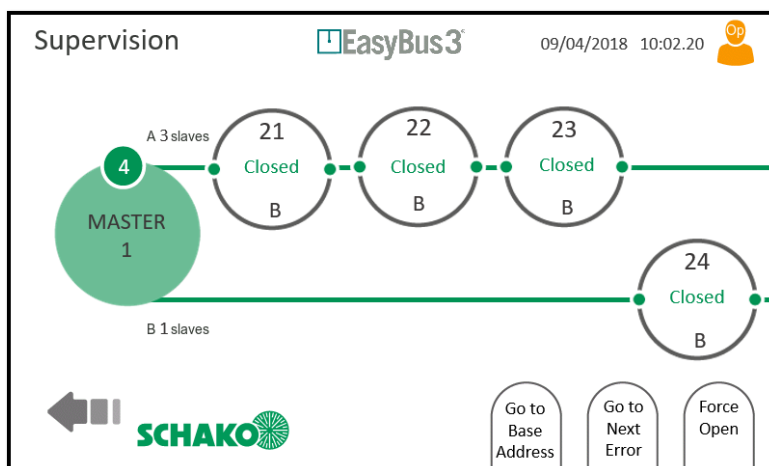 Supervision
EasyBus3
09/04/2018 10:02.20
Op
A 3 slaves
4
MASTER
1
21
Closed
B
22
Closed
B
23
Closed
B
24
Closed
B
B 1 slaves
SCHAKO
Go to
Base
Address
Go to
Next
Error
Force
Open